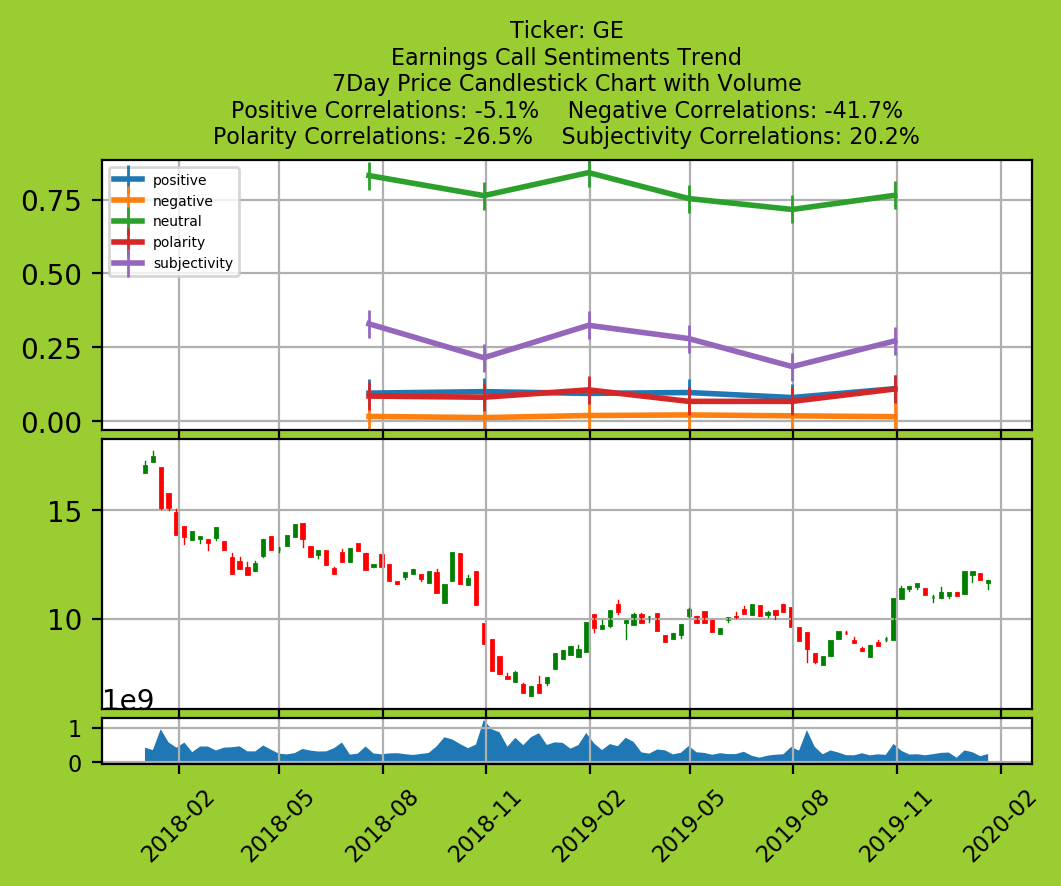 Ticker: GE
Earnings Call Sentiments Trend
7Day Price Candlestick Chart with Volume
Positive Correlations: -5.1%    Negative Correlations: -41.7%
Polarity Correlations: -26.5%    Subjectivity Correlations: 20.2%
positive
negative
neutral
polarity
subjectivity
0.75
0.50
0.25
0.00
15
10
1e9
1
0
2018-02
2018-05
2018-08
2018-11
2019-02
2019-05
2019-08
2019-11
2020-02